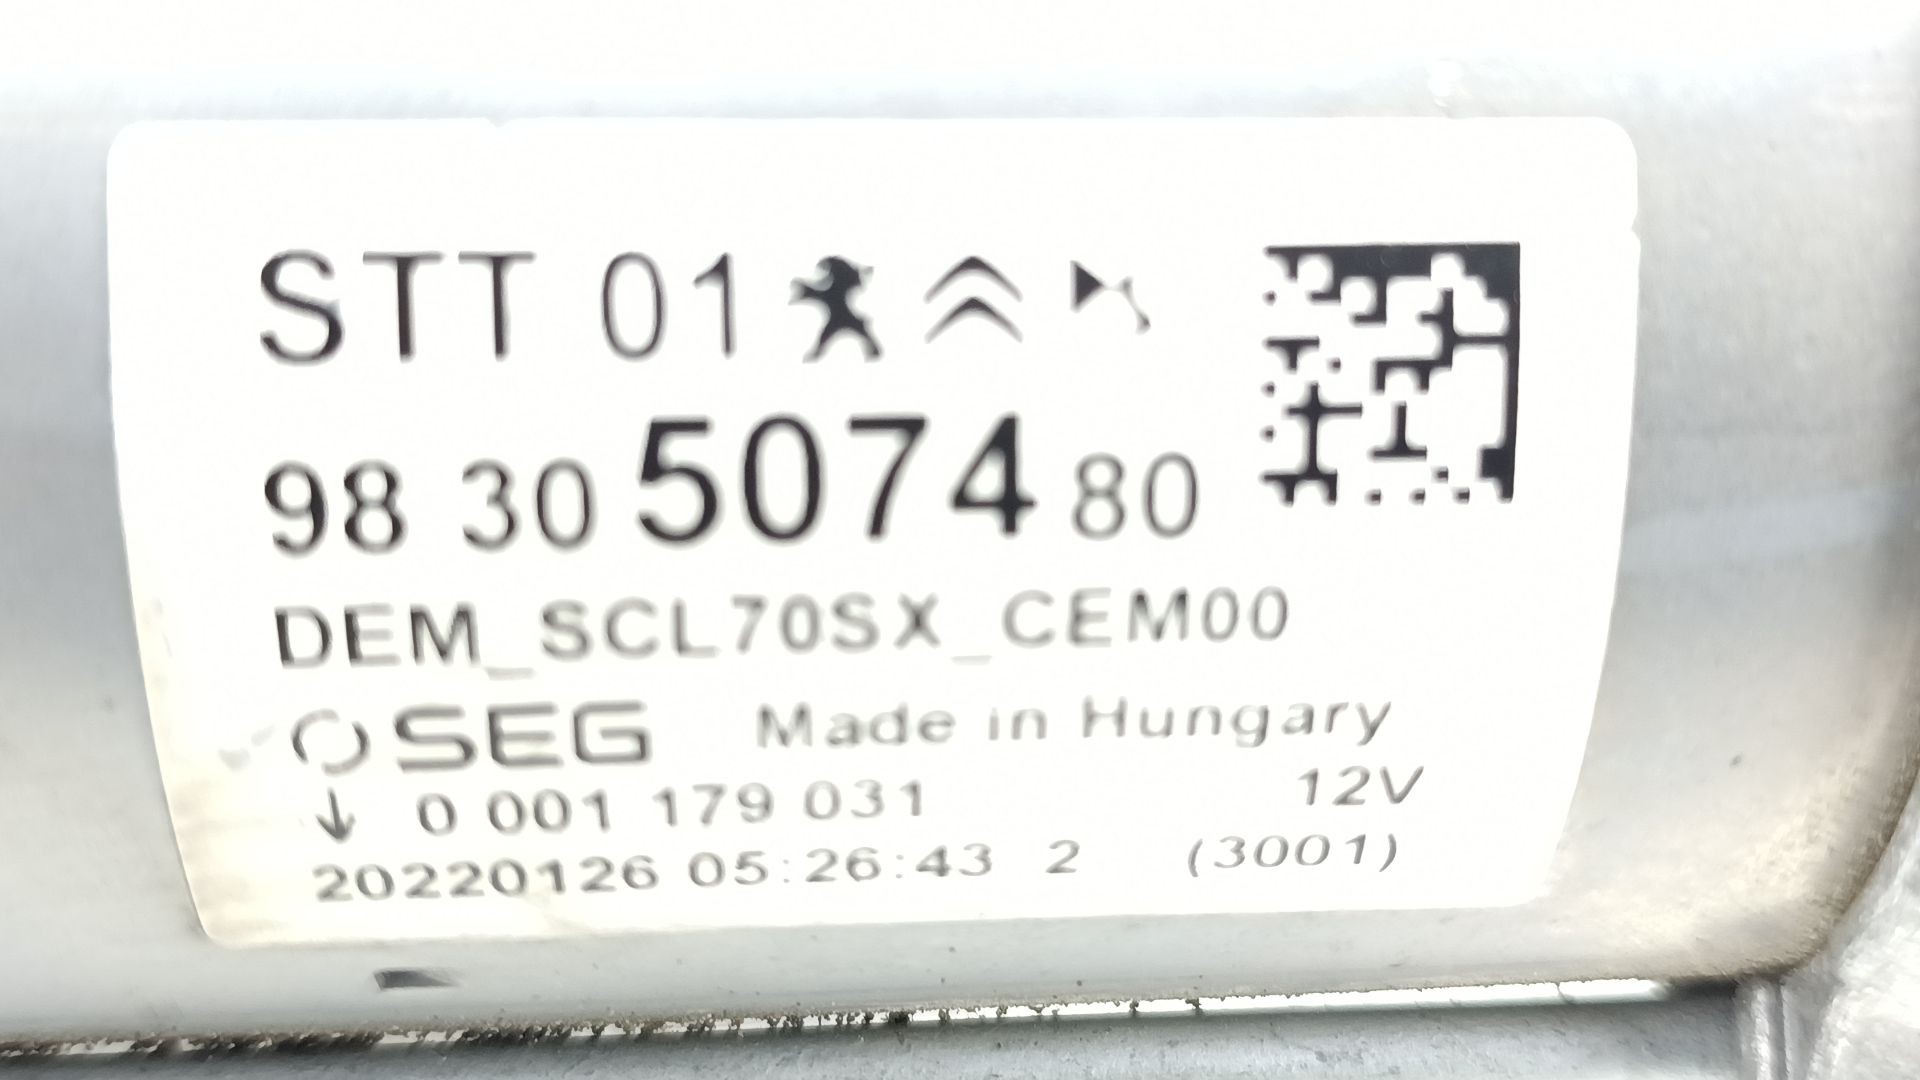 STT 01
98 30 5074 80
DEM_SCL70SX_CEM00
SEG Made in Hungary
↓ 0 001 179 031 12V
20220126 05:26:43 2 (3001)